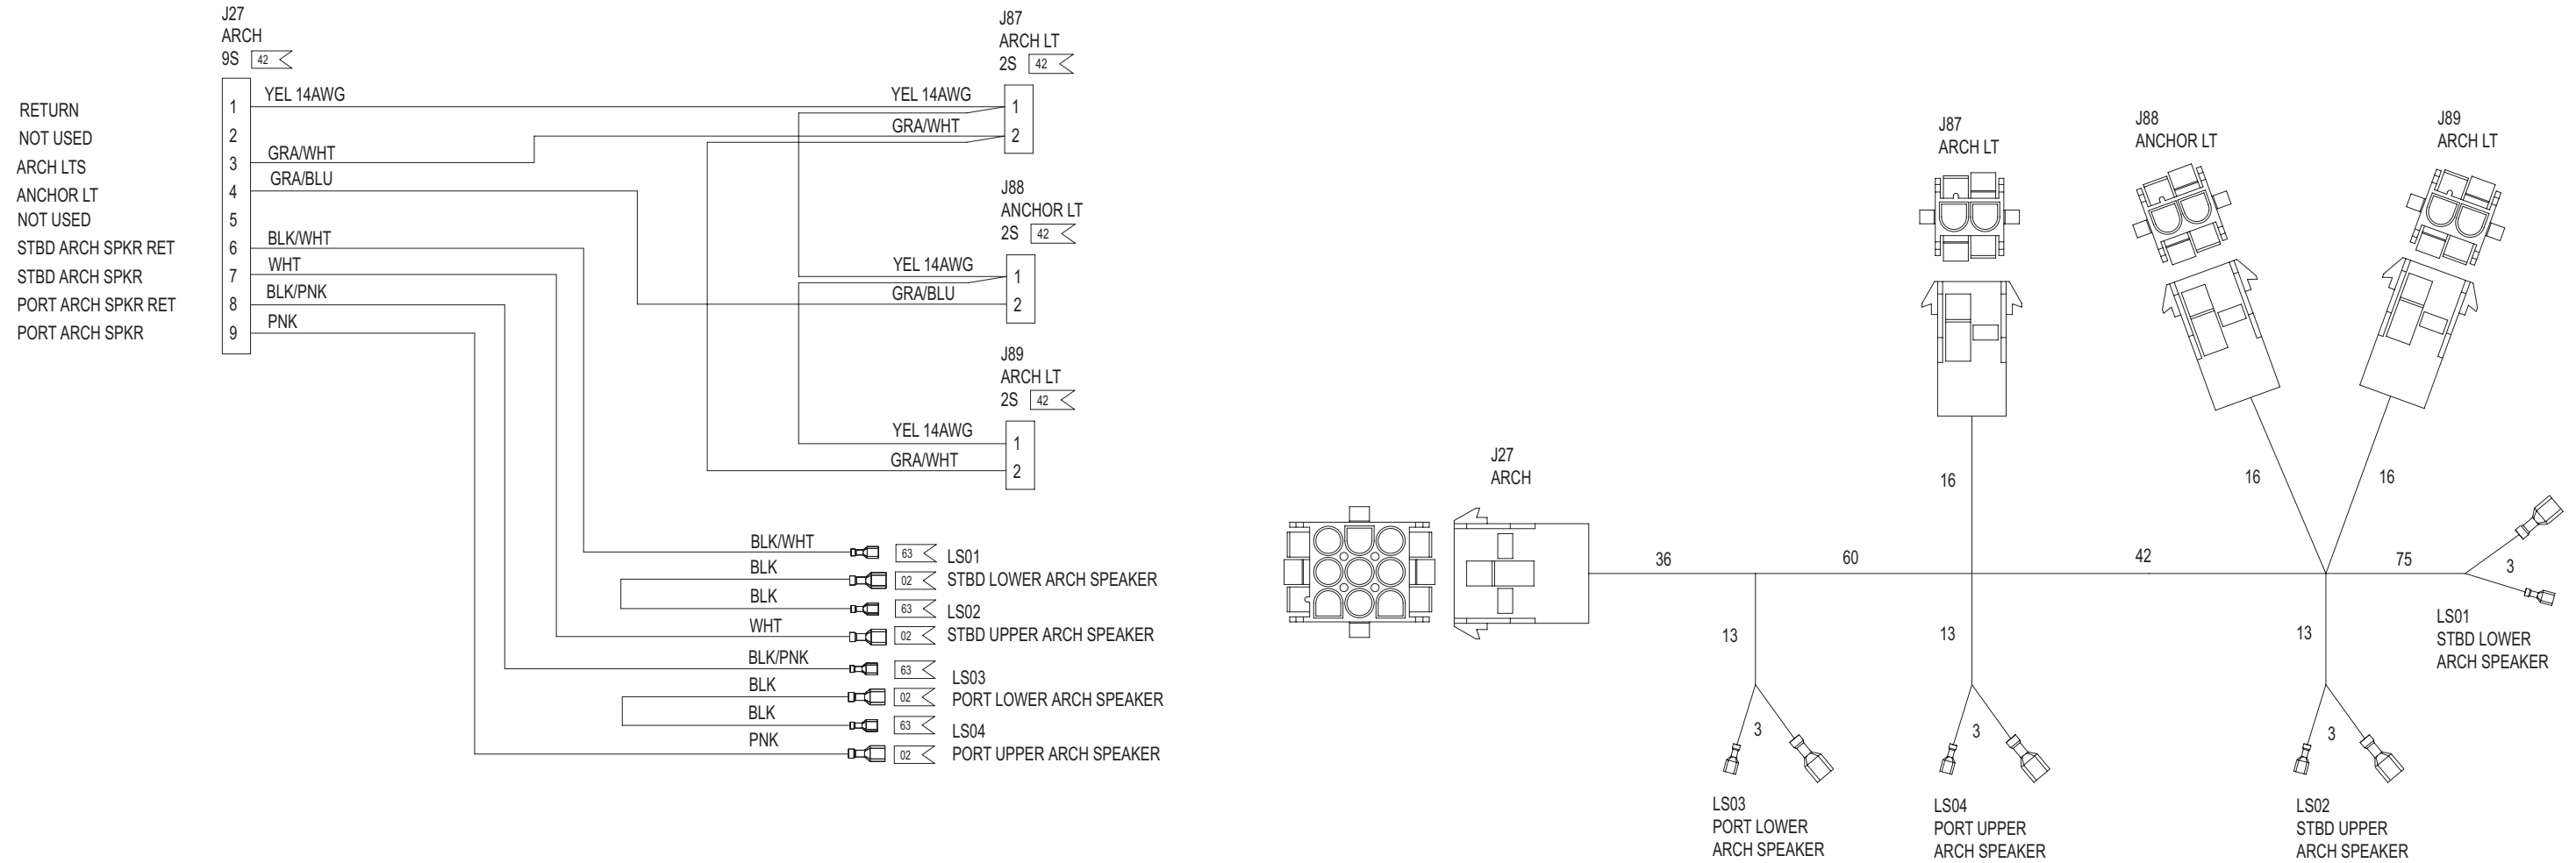 J27
ARCH
9S 42
RETURN
NOT USED
ARCH LTS
ANCHOR LT
NOT USED
STBD ARCH SPKR RET
STBD ARCH SPKR
PORT ARCH SPKR RET
PORT ARCH SPKR
1
2
3
4
5
6
7
8
9
YEL 14AWG
GRA/WHT
GRA/BLU
BLK/WHT
WHT
BLK/PNK
PNK
J87
ARCH LT
2S 42
YEL 14AWG 1
GRA/WHT 2
J88
ANCHOR LT
2S 42
YEL 14AWG 1
GRA/BLU 2
J89
ARCH LT
2S 42
YEL 14AWG 1
GRA/WHT 2
BLK/WHT 63 LS01
BLK 02 STBD LOWER ARCH SPEAKER
BLK 63 LS02
WHT 02 STBD UPPER ARCH SPEAKER
BLK/PNK 63 LS03
BLK 02 PORT LOWER ARCH SPEAKER
BLK 63 LS04
PNK 02 PORT UPPER ARCH SPEAKER
J87
ARCH LT
J88
ANCHOR LT
J89
ARCH LT
J27
ARCH
16
16
16
36
60
42
75
3
13
13
13
LS01
STBD LOWER
ARCH SPEAKER
3
3
3
LS03
PORT LOWER
ARCH SPEAKER
LS04
PORT UPPER
ARCH SPEAKER
LS02
STBD UPPER
ARCH SPEAKER